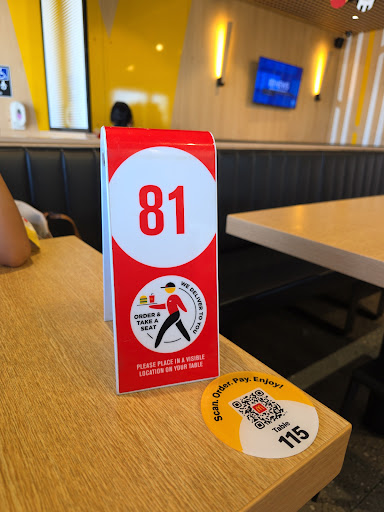 81
ORDER &
TAKE A
SEAT
WE DELIVER TO YOU
PLEASE PLACE IN A VISIBLE
LOCATION ON YOUR TABLE
Scan. Order. Pay. Enjoy!
Table
115